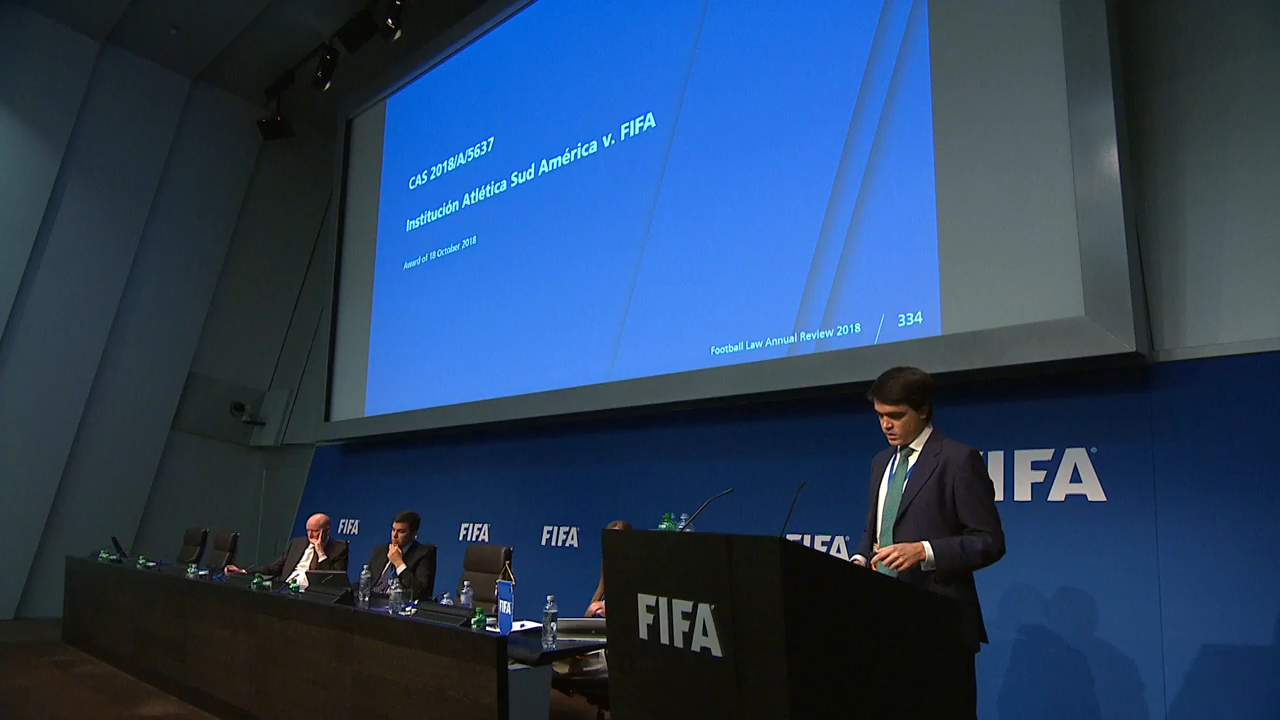 CAS 2018/A/5637
Institución Atlética Sud América v. FIFA
Award of 18 October 2018
Football Law Annual Review 2018 / 334
FIFA
FIFA
FIFA
FIFA
FIFA
FIFA
FIFA